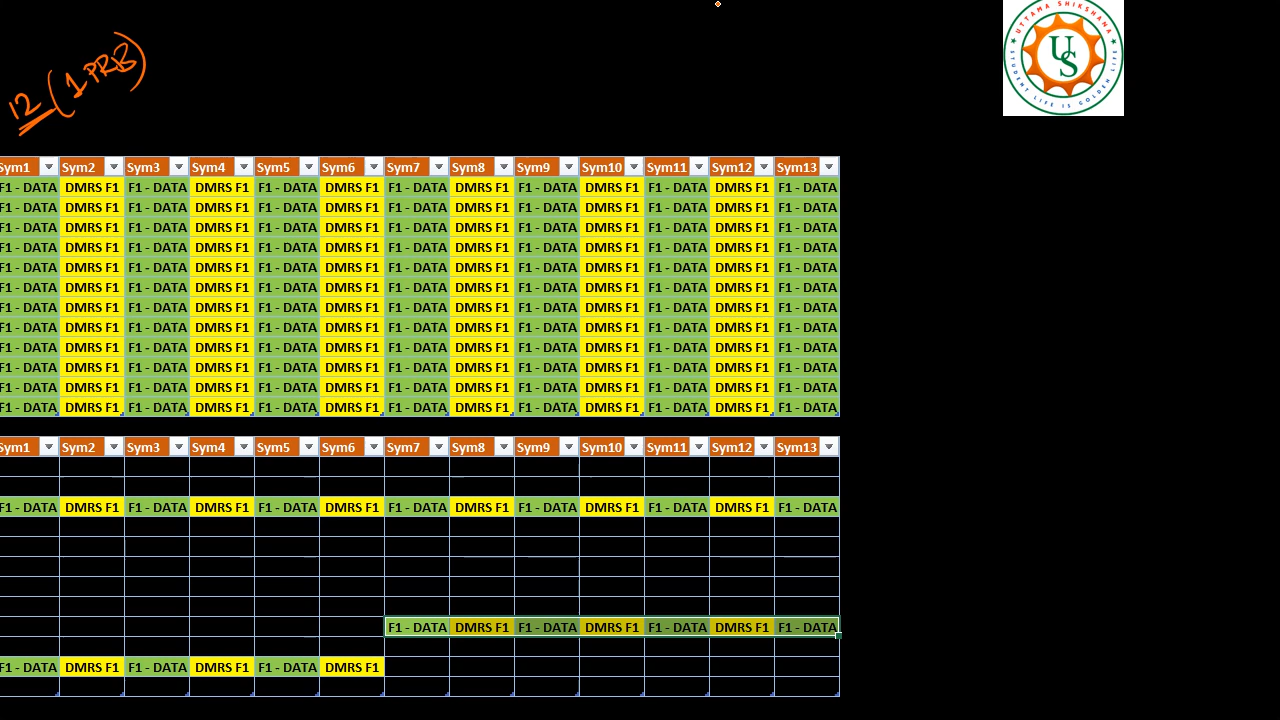 12 (1 PRB)
UTTAMA SHIKSHANA
US
STUDENT LIFE IS GOLDEN LIFE
Sym1 Sym2 Sym3 Sym4 Sym5 Sym6 Sym7 Sym8 Sym9 Sym10 Sym11 Sym12 Sym13
F1 - DATA DMRS F1 F1 - DATA DMRS F1 F1 - DATA DMRS F1 F1 - DATA DMRS F1 F1 - DATA DMRS F1 F1 - DATA DMRS F1 F1 - DATA
F1 - DATA DMRS F1 F1 - DATA DMRS F1 F1 - DATA DMRS F1 F1 - DATA DMRS F1 F1 - DATA DMRS F1 F1 - DATA DMRS F1 F1 - DATA
F1 - DATA DMRS F1 F1 - DATA DMRS F1 F1 - DATA DMRS F1 F1 - DATA DMRS F1 F1 - DATA DMRS F1 F1 - DATA DMRS F1 F1 - DATA
F1 - DATA DMRS F1 F1 - DATA DMRS F1 F1 - DATA DMRS F1 F1 - DATA DMRS F1 F1 - DATA DMRS F1 F1 - DATA DMRS F1 F1 - DATA
F1 - DATA DMRS F1 F1 - DATA DMRS F1 F1 - DATA DMRS F1 F1 - DATA DMRS F1 F1 - DATA DMRS F1 F1 - DATA DMRS F1 F1 - DATA
F1 - DATA DMRS F1 F1 - DATA DMRS F1 F1 - DATA DMRS F1 F1 - DATA DMRS F1 F1 - DATA DMRS F1 F1 - DATA DMRS F1 F1 - DATA
F1 - DATA DMRS F1 F1 - DATA DMRS F1 F1 - DATA DMRS F1 F1 - DATA DMRS F1 F1 - DATA DMRS F1 F1 - DATA DMRS F1 F1 - DATA
F1 - DATA DMRS F1 F1 - DATA DMRS F1 F1 - DATA DMRS F1 F1 - DATA DMRS F1 F1 - DATA DMRS F1 F1 - DATA DMRS F1 F1 - DATA
F1 - DATA DMRS F1 F1 - DATA DMRS F1 F1 - DATA DMRS F1 F1 - DATA DMRS F1 F1 - DATA DMRS F1 F1 - DATA DMRS F1 F1 - DATA
F1 - DATA DMRS F1 F1 - DATA DMRS F1 F1 - DATA DMRS F1 F1 - DATA DMRS F1 F1 - DATA DMRS F1 F1 - DATA DMRS F1 F1 - DATA
F1 - DATA DMRS F1 F1 - DATA DMRS F1 F1 - DATA DMRS F1 F1 - DATA DMRS F1 F1 - DATA DMRS F1 F1 - DATA DMRS F1 F1 - DATA
F1 - DATA DMRS F1 F1 - DATA DMRS F1 F1 - DATA DMRS F1 F1 - DATA DMRS F1 F1 - DATA DMRS F1 F1 - DATA DMRS F1 F1 - DATA
Sym1 Sym2 Sym3 Sym4 Sym5 Sym6 Sym7 Sym8 Sym9 Sym10 Sym11 Sym12 Sym13
F1 - DATA DMRS F1 F1 - DATA DMRS F1 F1 - DATA DMRS F1 F1 - DATA DMRS F1 F1 - DATA DMRS F1 F1 - DATA DMRS F1 F1 - DATA
F1 - DATA DMRS F1 F1 - DATA DMRS F1 F1 - DATA DMRS F1 F1 - DATA
F1 - DATA DMRS F1 F1 - DATA DMRS F1 F1 - DATA DMRS F1